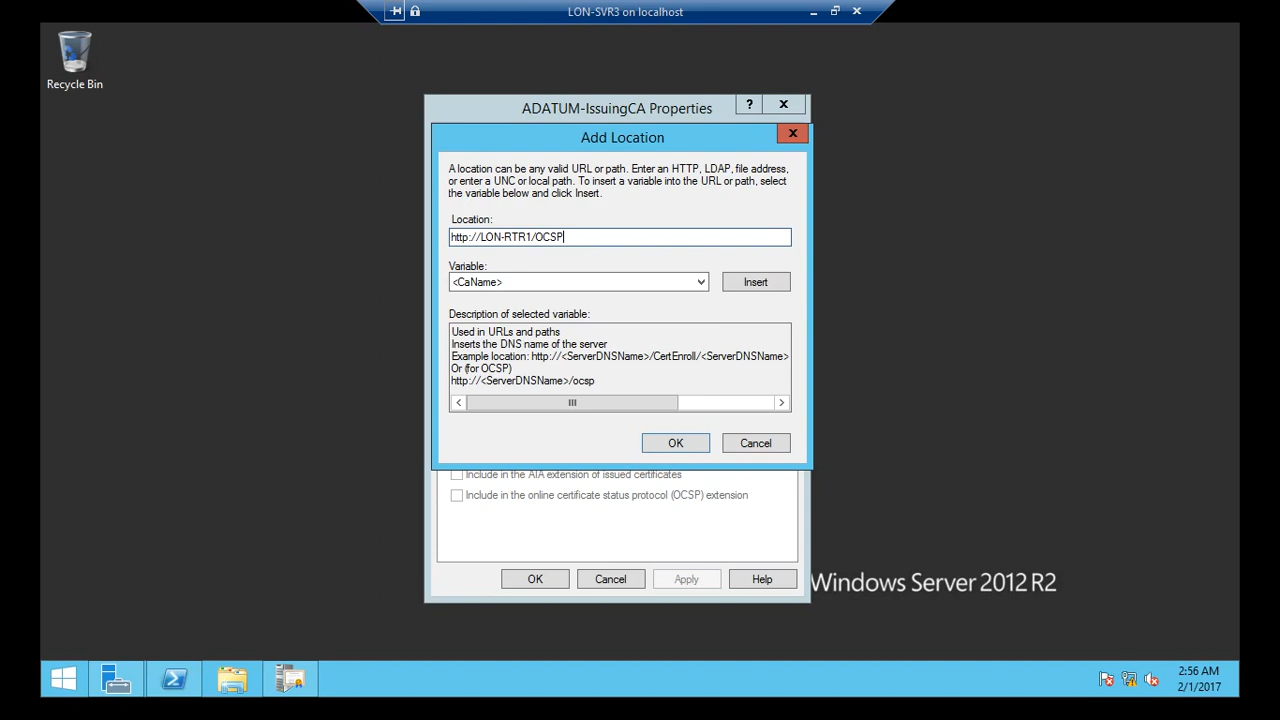 LON-SVR3 on localhost
Recycle Bin
ADATUM-IssuingCA Properties
?
Add Location
A location can be any valid URL or path. Enter an HTTP, LDAP, file address,
or enter a UNC or local path. To insert a variable into the URL or path, select
the variable below and click Insert.
Location:
http://LON-RTR1/OCSP
Variable:
<CaName>
Insert
Description of selected variable:
Used in URLs and paths
Inserts the DNS name of the server
Example location: http://<ServerDNSName>/CertEnroll/<ServerDNSName>
Or (for OCSP)
http://<ServerDNSName>/ocsp
OK
Cancel
Include in the AIA extension of issued certificates
Include in the online certificate status protocol (OCSP) extension
OK
Cancel
Apply
Help
Windows Server 2012 R2
2:56 AM
2/1/2017